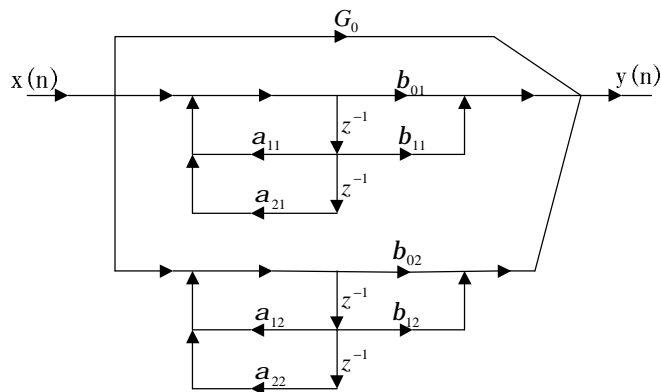 G₀
x(n) b₀₁ y(n)
z⁻¹
a₁₁ b₁₁
z⁻¹
a₂₁
b₀₂
z⁻¹
a₁₂ b₁₂
z⁻¹
a₂₂